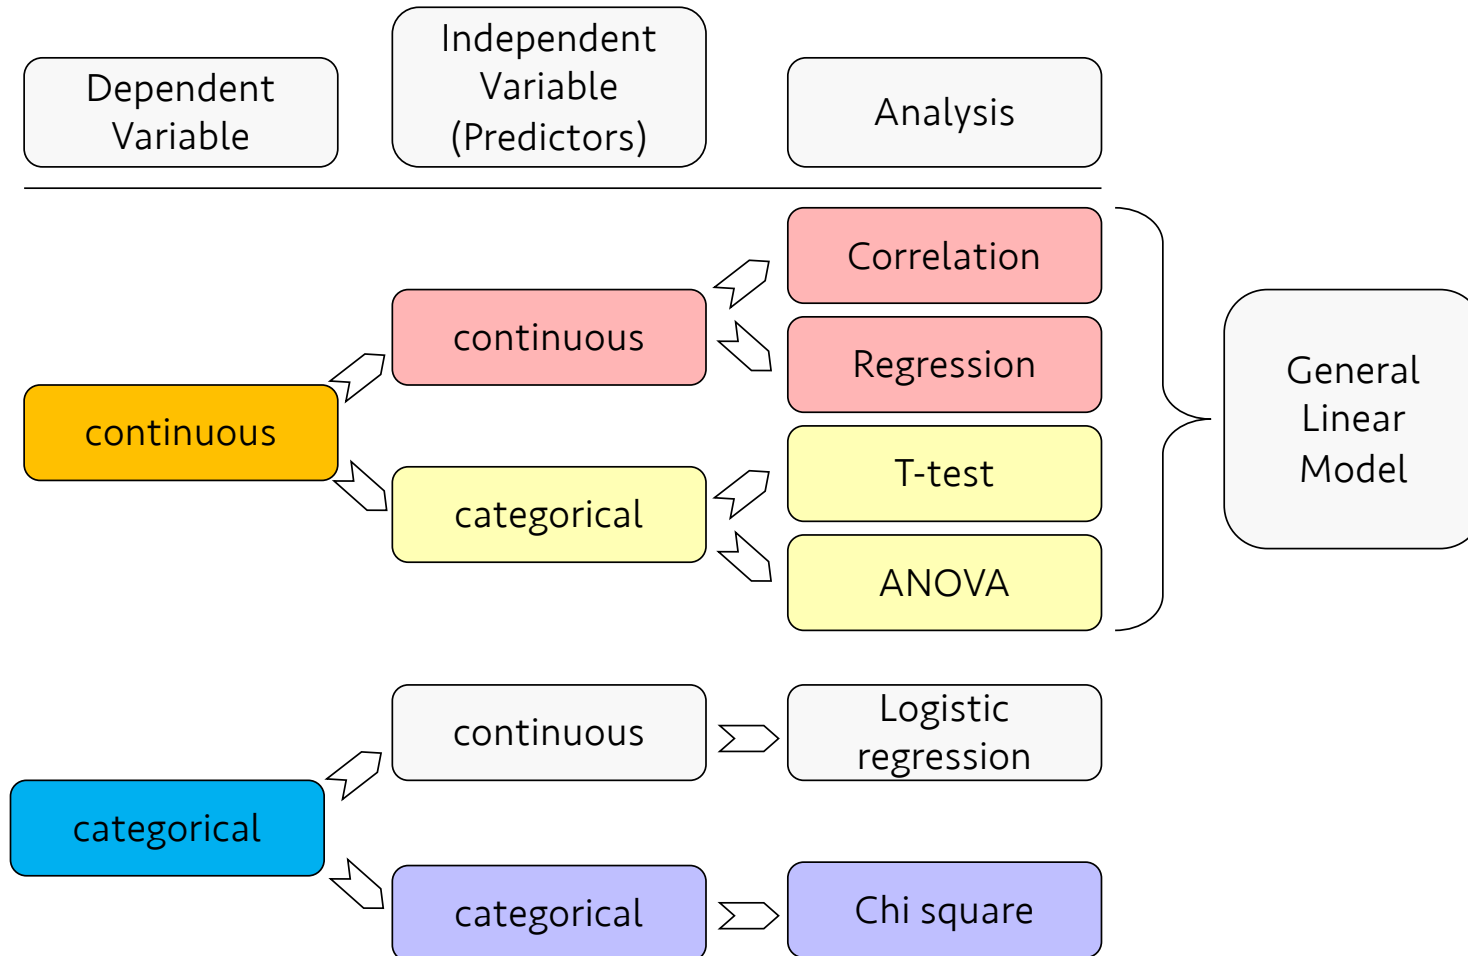 Dependent
Variable
Independent
Variable
(Predictors)
Analysis
continuous
continuous
Correlation
Regression
categorical
T-test
ANOVA
General
Linear
Model
categorical
continuous
Logistic
regression
categorical
Chi square